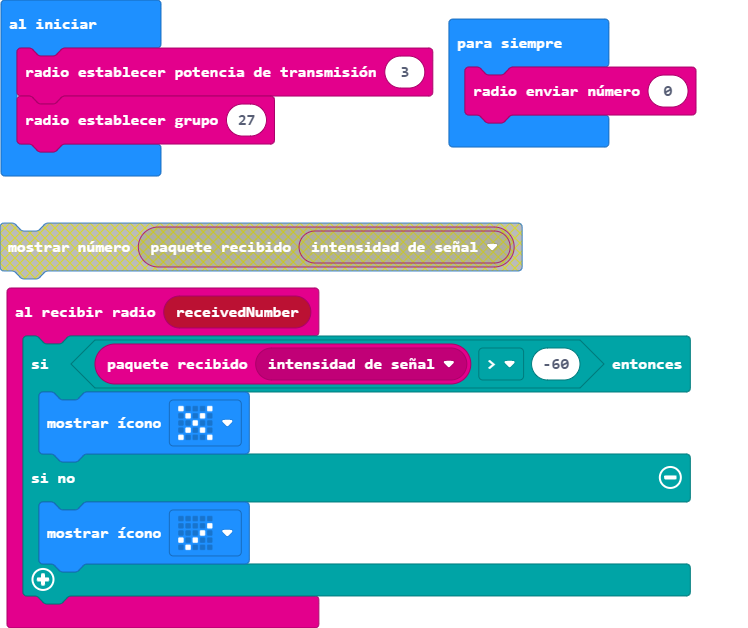 al iniciar
radio establecer potencia de transmisión 3
radio establecer grupo 27
para siempre
radio enviar número 0
mostrar número paquete recibido intensidad de señal
al recibir radio receivedNumber
si paquete recibido intensidad de señal > -60 entonces
mostrar ícono
si no
mostrar ícono